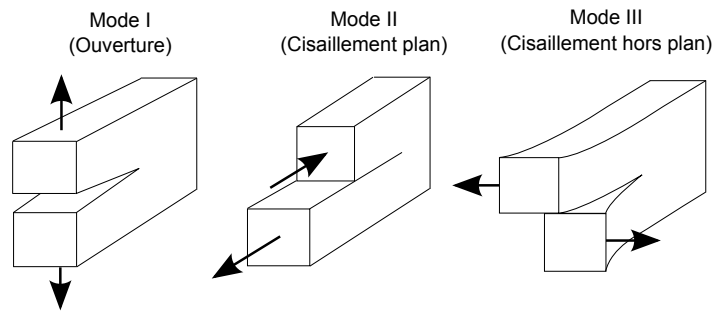 Mode I
(Ouverture)
Mode II
(Cisaillement plan)
Mode III
(Cisaillement hors plan)